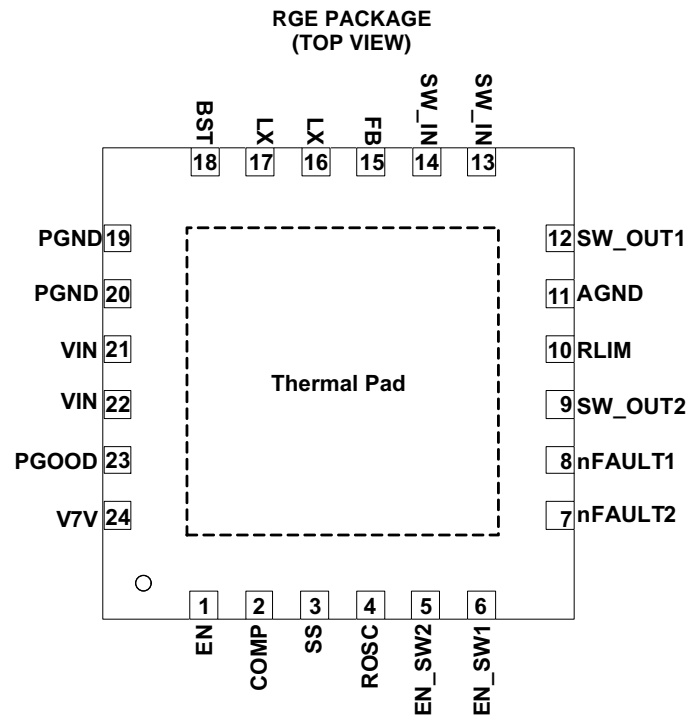 RGE PACKAGE
(TOP VIEW)
BST
LX
LX
FB
SW_IN
SW_IN
18
17
16
15
14
13
PGND 19
PGND 20
VIN 21
VIN 22
PGOOD 23
V7V 24
Thermal Pad
12 SW_OUT1
11 AGND
10 RLIM
9 SW_OUT2
8 nFAULT1
7 nFAULT2
1
2
3
4
5
6
EN
COMP
SS
ROSC
EN_SW2
EN_SW1